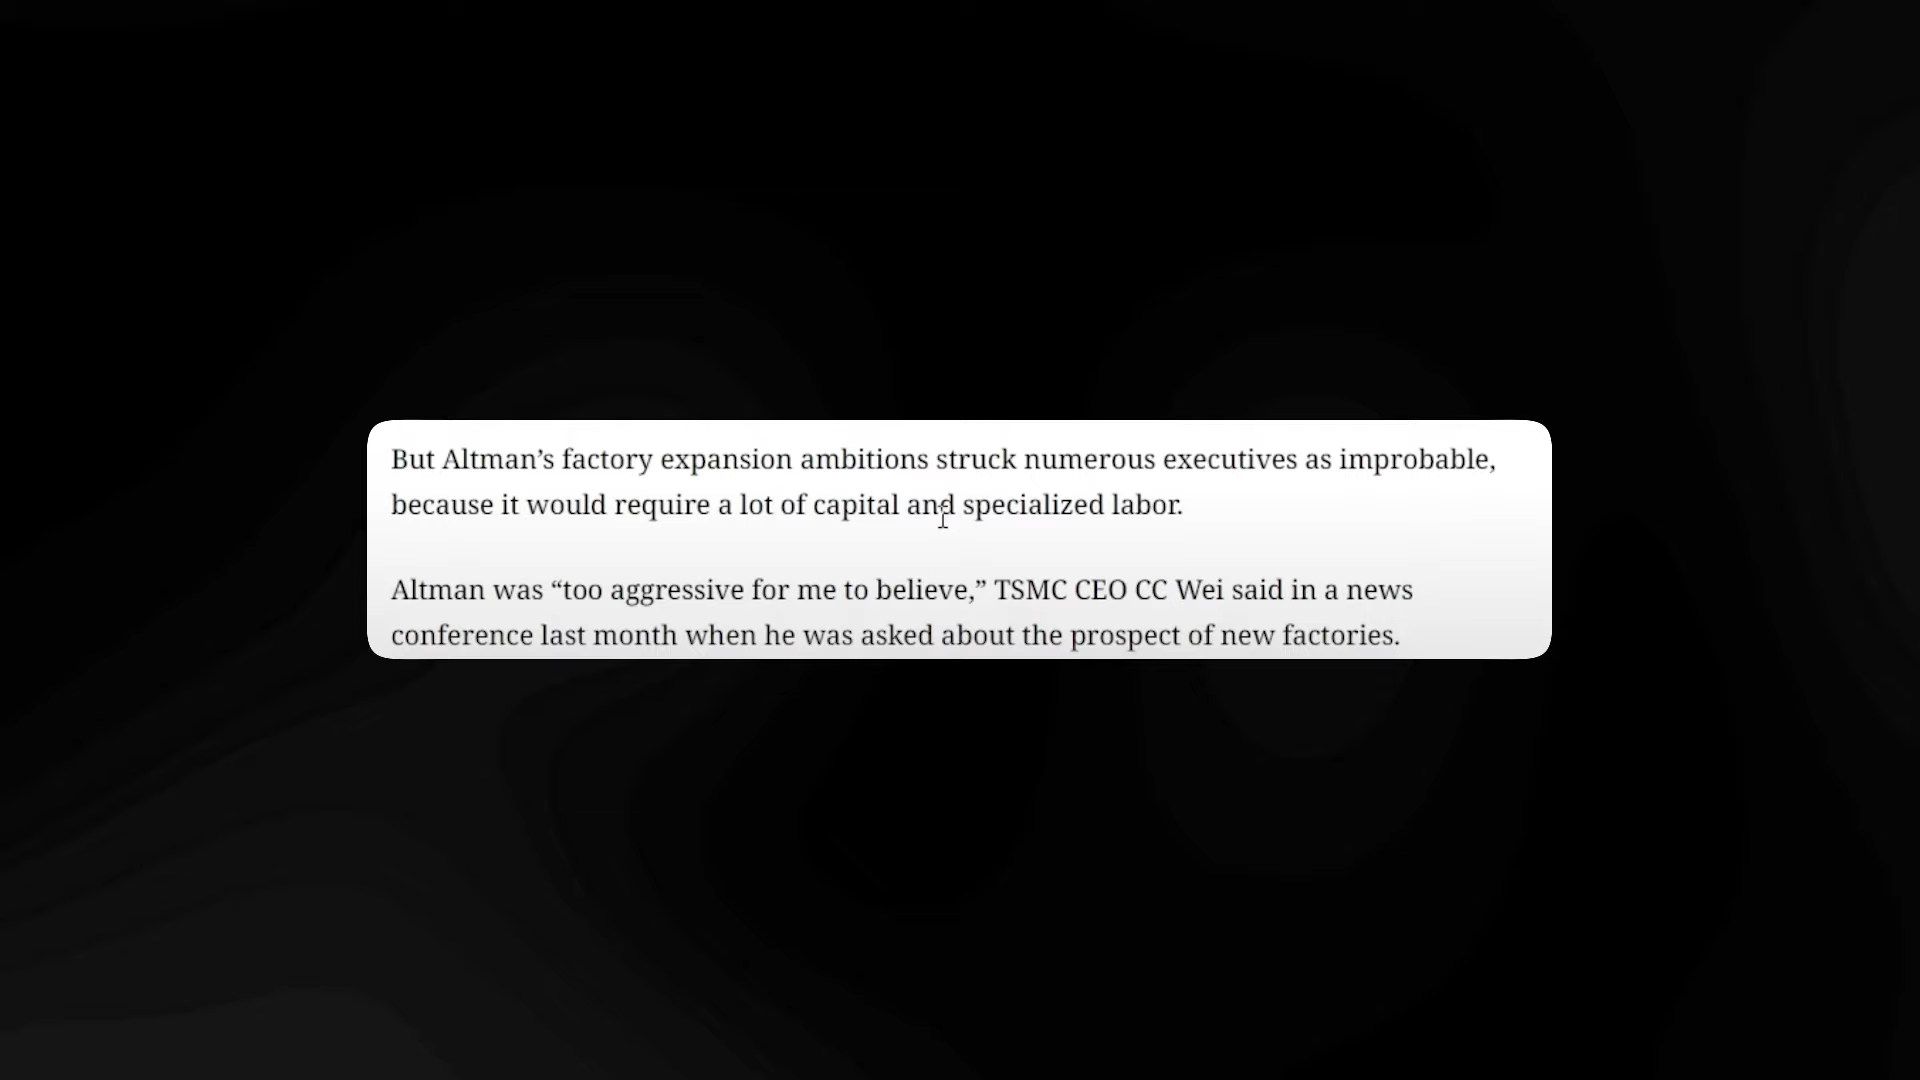 But Altman’s factory expansion ambitions struck numerous executives as improbable,
because it would require a lot of capital and specialized labor.
Altman was “too aggressive for me to believe,” TSMC CEO CC Wei said in a news
conference last month when he was asked about the prospect of new factories.